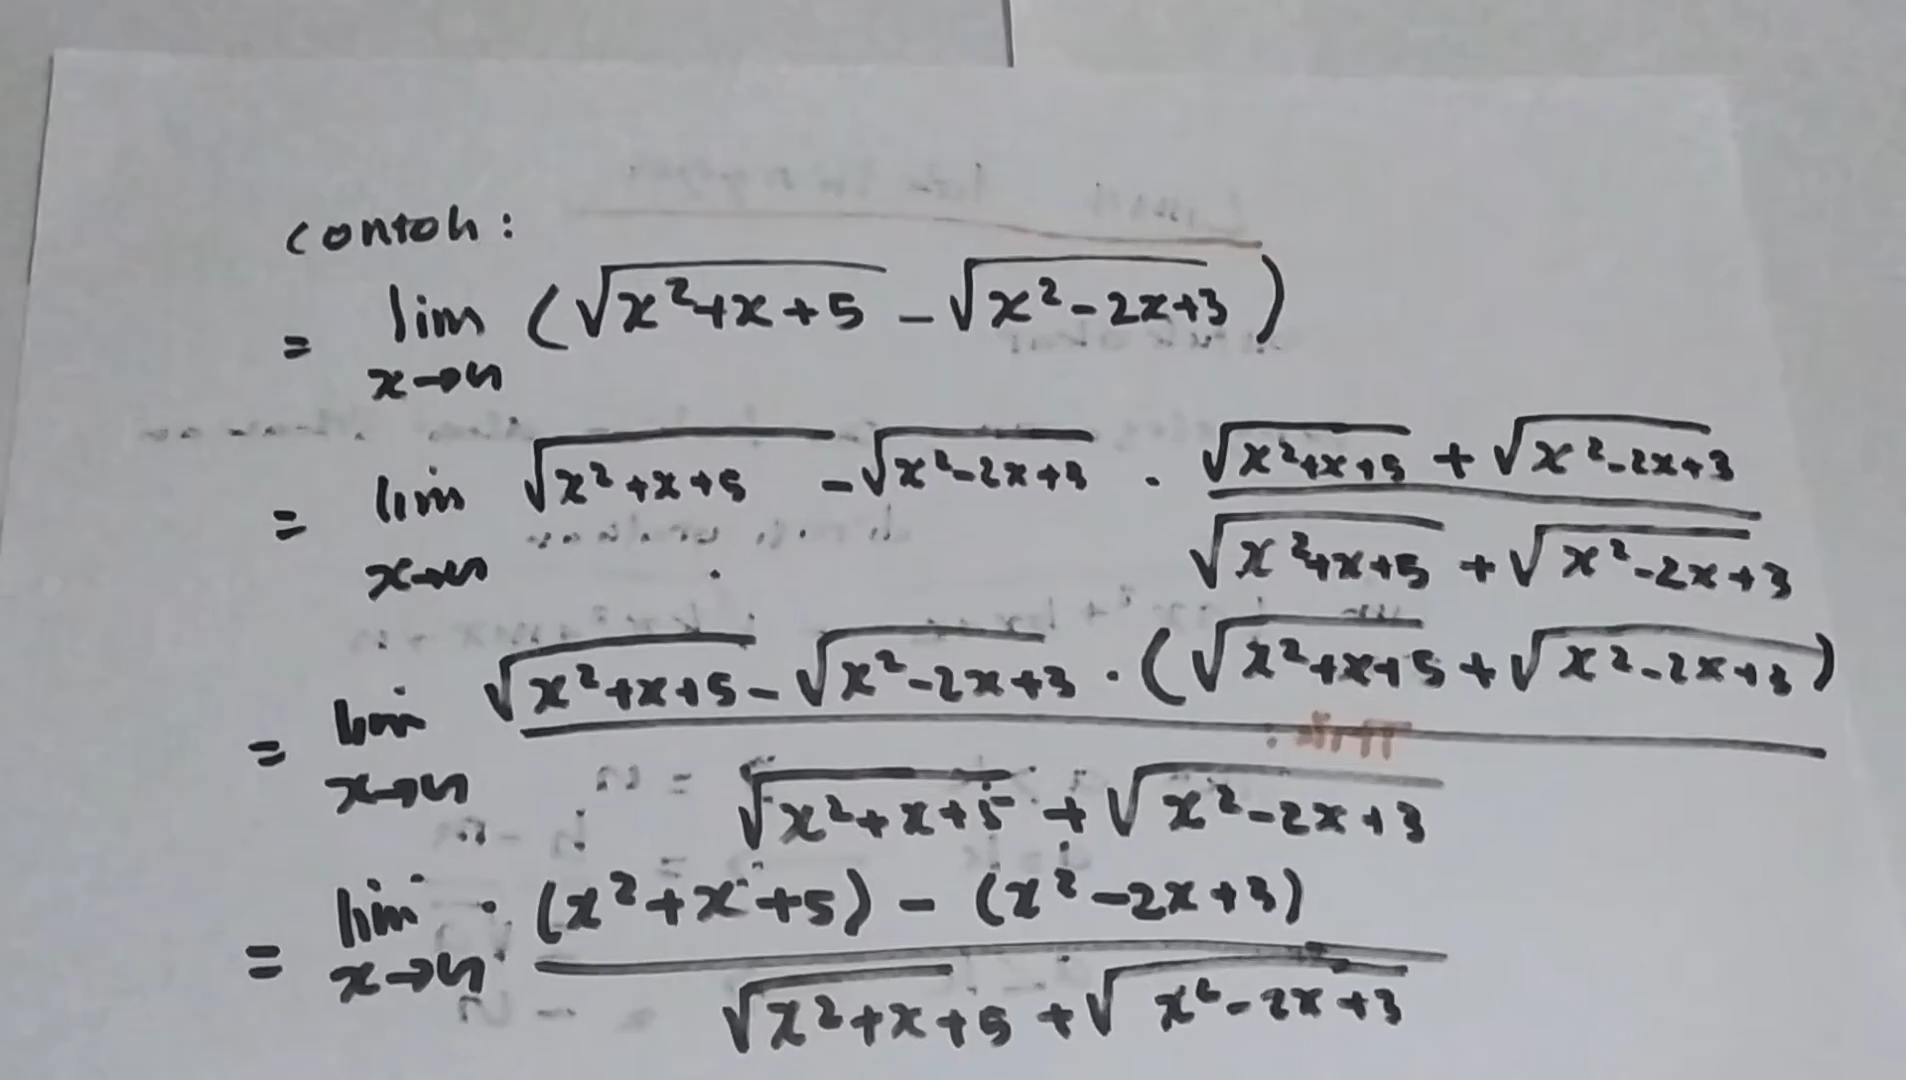 contoh:
= lim x→∞ (√(x²+x+5) - √(x²-2x+3))
= lim x→∞ √(x²+x+5) - √(x²-2x+3) · (√(x²+x+5) + √(x²-2x+3)) / (√(x²+x+5) + √(x²-2x+3))
= lim x→∞ √(x²+x+5) - √(x²-2x+3) · (√(x²+x+5) + √(x²-2x+3)) / (√(x²+x+5) + √(x²-2x+3))
= lim x→∞ (x²+x+5) - (x²-2x+3) / (√(x²+x+5) + √(x²-2x+3))